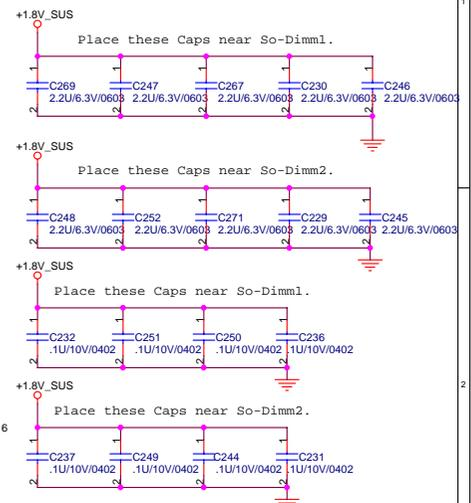 +1.8V_SUS
Place these Caps near So-Dimm1.
1 1 1 1 1
C269 C247 C267 C230 C246
2.2U/6.3V/0603 2.2U/6.3V/0603 2.2U/6.3V/0603 2.2U/6.3V/0603 2.2U/6.3V/0603
2 2 2 2 2
+1.8V_SUS
Place these Caps near So-Dimm2.
1 1 1 1 1
C248 C252 C271 C229 C245
2.2U/6.3V/0603 2.2U/6.3V/0603 2.2U/6.3V/0603 2.2U/6.3V/0603 2.2U/6.3V/0603
2 2 2 2 2
+1.8V_SUS
Place these Caps near So-Dimm1.
1 1 1 1
C232 C251 C250 C236
.1U/10V/0402 .1U/10V/0402 .1U/10V/0402 .1U/10V/0402
2 2 2 2
2
+1.8V_SUS
Place these Caps near So-Dimm2.
6
1 1 1 1
C237 C249 C244 C231
.1U/10V/0402 .1U/10V/0402 .1U/10V/0402 .1U/10V/0402
2 2 2 2